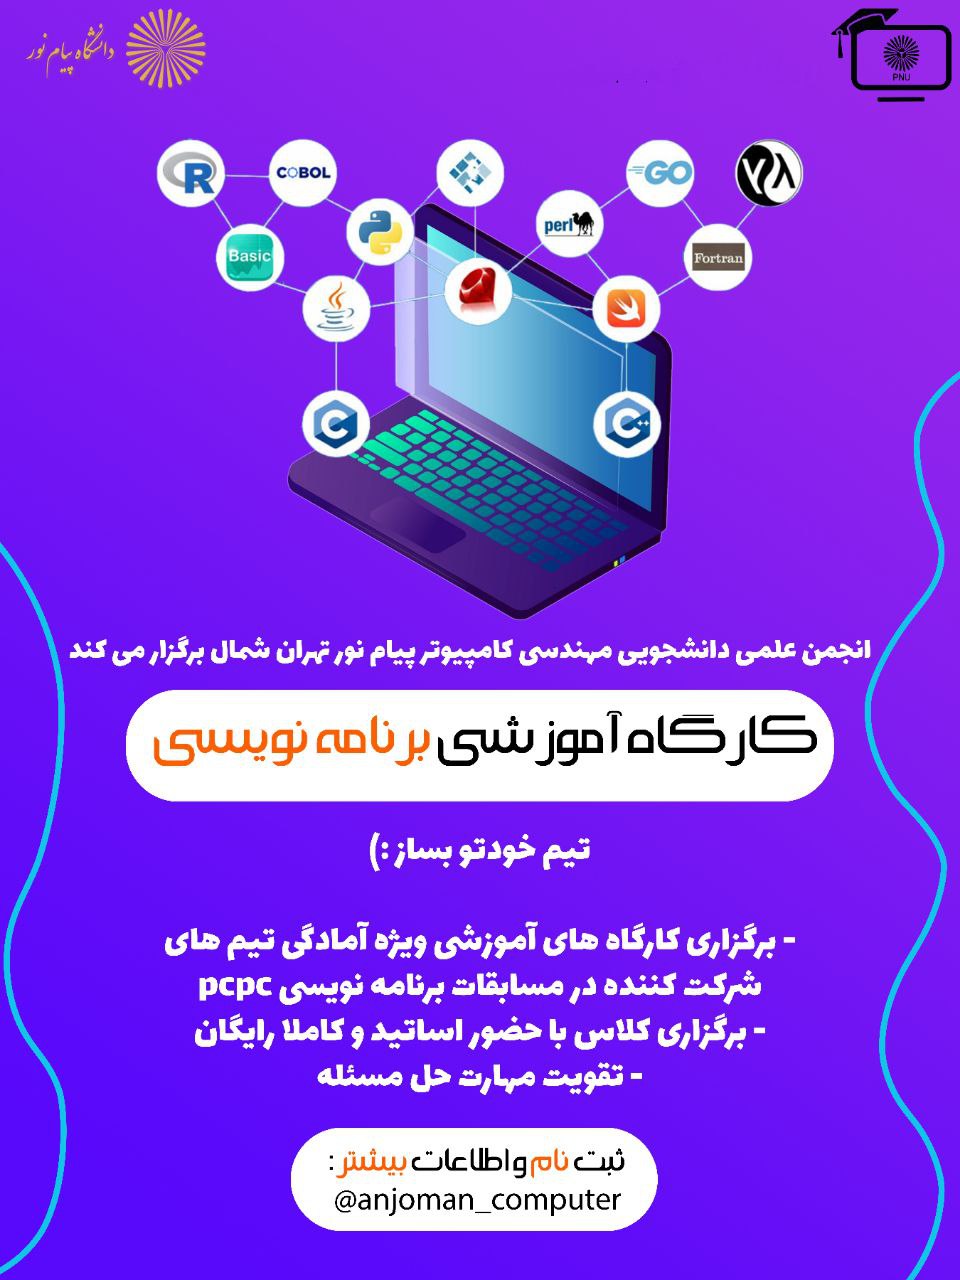 دانشگاه پیام نور
PNU
R
COBOL
GO
Basic
perl
Fortran
C
C++
انجمن علمی دانشجویی مهندسی کامپیوتر پیام نور تهران شمال برگزار می کند
کارگاه آموزشی برنامه نویسی
تیم خودتو بساز :)
- برگزاری کارگاه های آموزشی ویژه آمادگی تیم های
شرکت کننده در مسابقات برنامه نویسی pcpc
- برگزاری کلاس با حضور اساتید و کاملا رایگان
- تقویت مهارت حل مسئله
ثبت نام و اطلاعات بیشتر :
@anjoman_computer